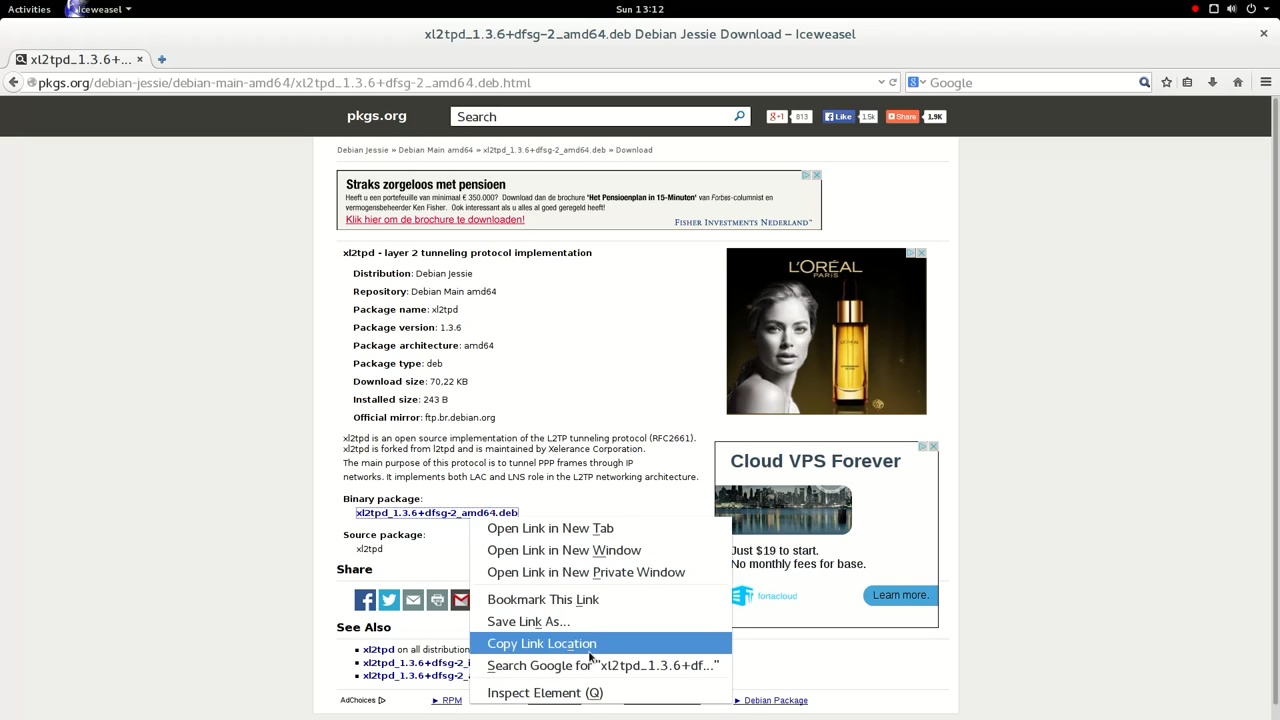 Activities Iceweasel Sun 13:12
xl2tpd_1.3.6+dfsg-2_amd64.deb Debian Jessie Download – Iceweasel
xl2tpd_1.3.6+dfsg-2_a...
pkgs.org/debian-jessie/debian-main-amd64/xl2tpd_1.3.6+dfsg-2_amd64.deb.html Google
pkgs.org Search +1 813 Like 1.5k Share 1.9K
Debian Jessie » Debian Main amd64 » xl2tpd_1.3.6+dfsg-2_amd64.deb » Download
Straks zorgeloos met pensioen
Heeft u een portefeuille van minimaal € 350.000? Download dan de brochure 'Het Pensioenplan in 15-Minuten' van Forbes-columnist en
vermogensbeheerder Ken Fisher. Ook interessant als u alles al goed geregeld heeft!
Klik hier om de brochure te downloaden!
FISHER INVESTMENTS NEDERLAND™
xl2tpd - layer 2 tunneling protocol implementation
Distribution: Debian Jessie
Repository: Debian Main amd64
Package name: xl2tpd
Package version: 1.3.6
Package architecture: amd64
Package type: deb
Download size: 70,22 KB
Installed size: 243 B
Official mirror: ftp.br.debian.org
L'ORÉAL
PARIS
xl2tpd is an open source implementation of the L2TP tunneling protocol (RFC2661).
xl2tpd is forked from l2tpd and is maintained by Xelerance Corporation.
The main purpose of this protocol is to tunnel PPP frames through IP
networks. It implements both LAC and LNS role in the L2TP networking architecture.
Binary package:
xl2tpd_1.3.6+dfsg-2_amd64.deb
Source package:
xl2tpd
Share
See Also
xl2tpd on all distribution
xl2tpd_1.3.6+dfsg-2_i
xl2tpd_1.3.6+dfsg-2_a
AdChoices
► RPM
► Debian Package
Open Link in New Tab
Open Link in New Window
Open Link in New Private Window
Bookmark This Link
Save Link As...
Copy Link Location
Search Google for "xl2tpd_1.3.6+df..."
Inspect Element (Q)
Cloud VPS Forever
Just $19 to start.
No monthly fees for base.
fortacloud
Learn more.